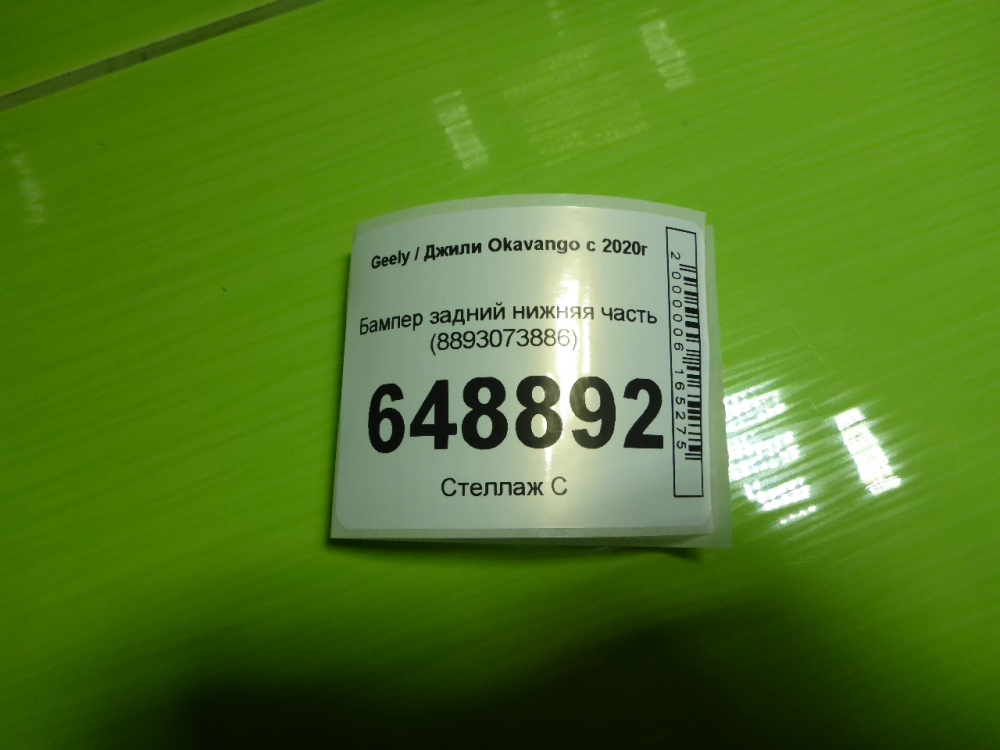 Geely / Джили Okavango с 2020г
Бампер задний нижняя часть
(8893073886)
648892
Стеллаж С
2000006165275